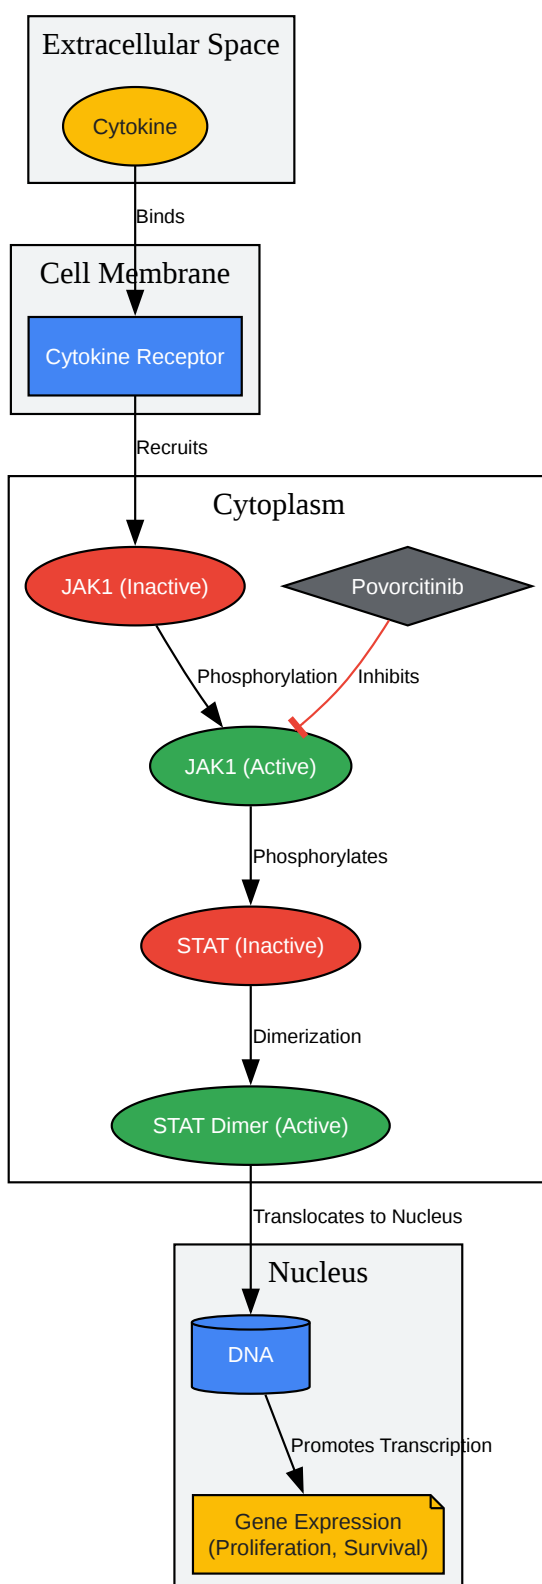 Extracellular Space
Cytokine
Binds
Cell Membrane
Cytokine Receptor
Recruits
Cytoplasm
JAK1 (Inactive)
Povorcitinib
Phosphorylation
Inhibits
JAK1 (Active)
Phosphorylates
STAT (Inactive)
Dimerization
STAT Dimer (Active)
Translocates to Nucleus
Nucleus
DNA
Promotes Transcription
Gene Expression
(Proliferation, Survival)